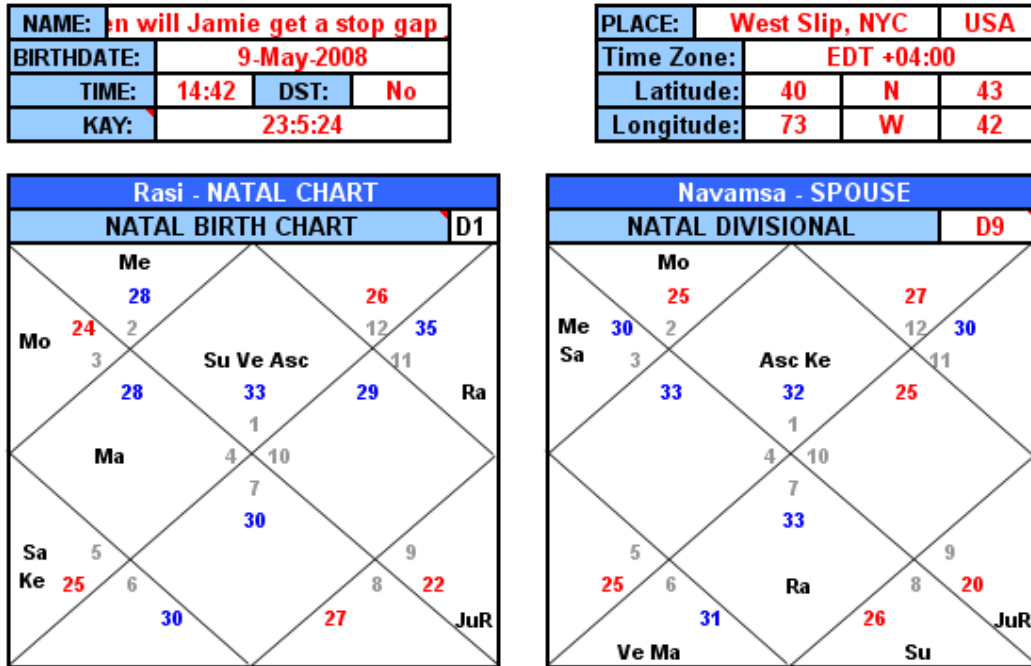 NAME: en will Jamie get a stop gap
BIRTHDATE: 9-May-2008
TIME: 14:42 DST: No
KAY: 23:5:24
PLACE: West Slip, NYC USA
Time Zone: EDT +04:00
Latitude: 40 N 43
Longitude: 73 W 42
Rasi - NATAL CHART
NATAL BIRTH CHART D1
Me
28 26
Mo 24 2 12 35
3 Su Ve Asc 11
28 33 29 Ra
1
Ma 4 10
7
30
Sa 5 9
Ke 25 6 8 22
30 27 JuR
Navamsa - SPOUSE
NATAL DIVISIONAL D9
Mo
25 27
Me 30 2 12 30
Sa 3 Asc Ke 11
33 32 25
1
4 10
7
33
5 9
25 6 Ra 8 20
31 26 JuR
Ve Ma Su